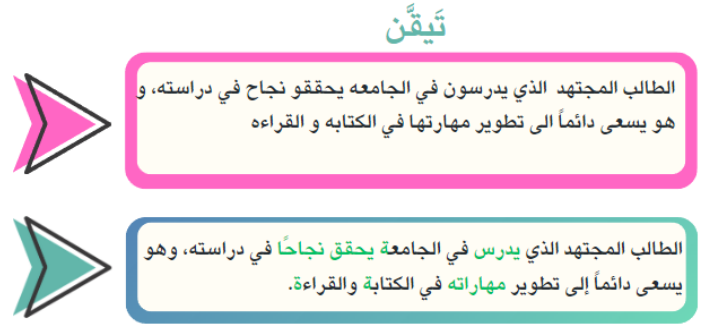 تَيقَّن
الطالب المجتهد الذي يدرسون في الجامعه يحققو نجاح في دراسته، و
هو يسعى دائماً الى تطوير مهارتها في الكتابه و القراءه
الطالب المجتهد الذي يدرس في الجامعة يحقق نجاحًا في دراسته، وهو
يسعى دائماً إلى تطوير مهاراته في الكتابة والقراءة.